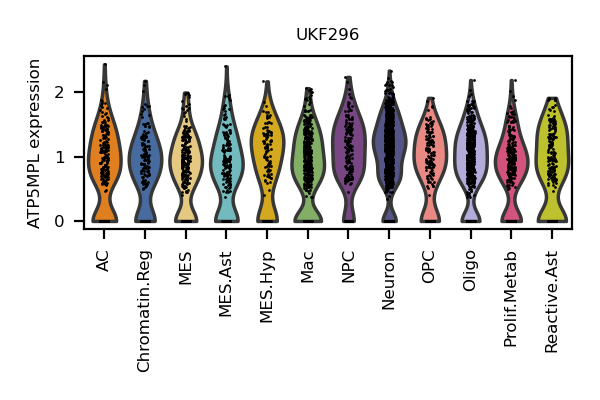 UKF296
ATP5MPL expression
2
1
0
AC
Chromatin.Reg
MES
MES.Ast
MES.Hyp
Mac
NPC
Neuron
OPC
Oligo
Prolif.Metab
Reactive.Ast